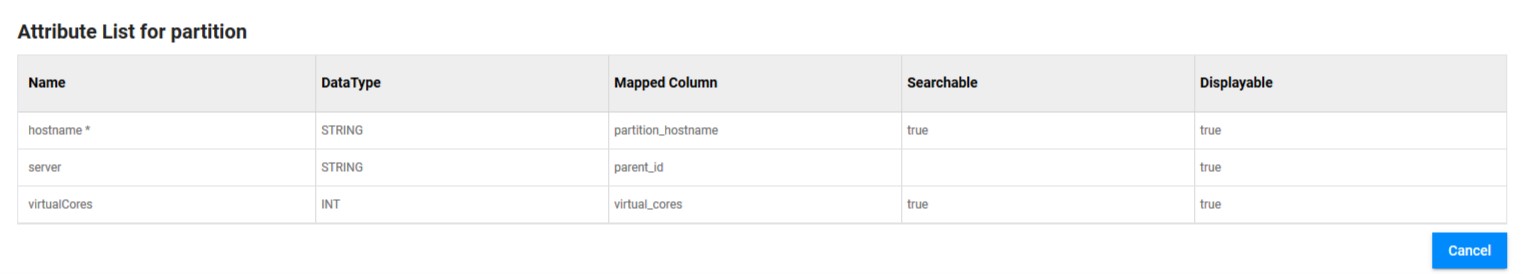 Attribute List for partition
Name DataType Mapped Column Searchable Displayable
hostname * STRING partition_hostname true true
server STRING parent_id true
virtualCores INT virtual_cores true true
Cancel